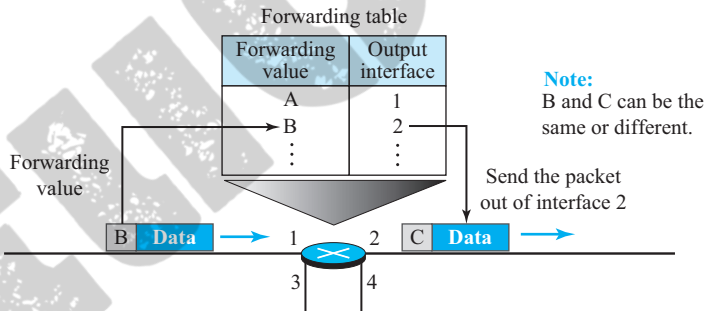 Forwarding table
Forwarding value
Output interface
A 1
B 2
Note:
B and C can be the
same or different.
Forwarding
value
Send the packet
out of interface 2
B Data
1
2
C Data
3
4